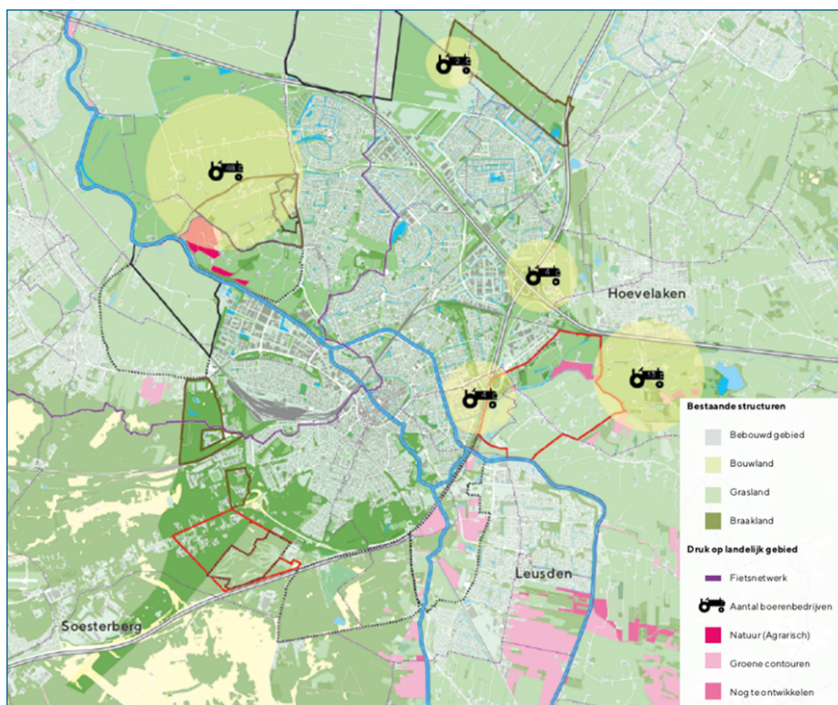 Hoevelaken
Bestaande structuren
Bebouwd gebied
Bouwland
Grasland
Braakland
Druk op landelijk gebied
Fietsnetwerk
Aantal boerenbedrijven
Natuur (Agrarisch)
Groene contouren
Nog te ontwikkelen
Leusden
Soesterberg